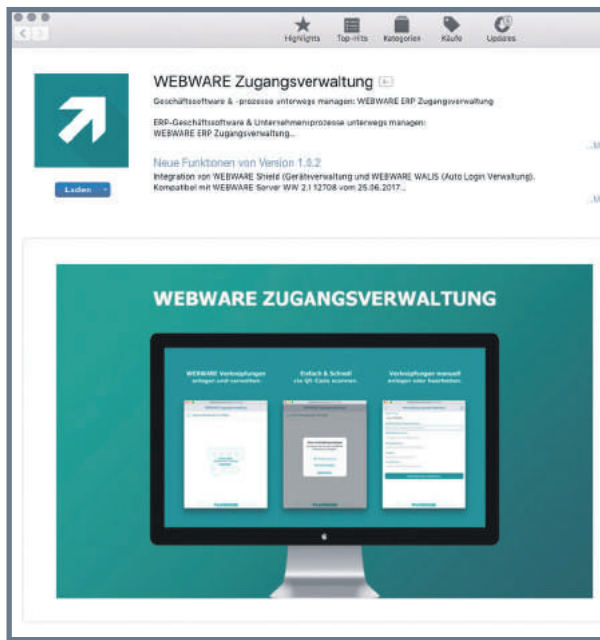 Highlights Top-Hits Kategorien Käufe Updates
WEBWARE Zugangsverwaltung 4+
Geschäftssoftware & -prozesse unterwegs managen: WEBWARE ERP Zugangsverwaltung
ERP-Geschäftssoftware & Unternehmensprozesse unterwegs managen:
WEBWARE ERP Zugangsverwaltung...
...M
Neue Funktionen von Version 1.0.2
Integration von WEBWARE Shield (Geräteverwaltung und WEBWARE WALIS (Auto Login Verwaltung).
Kompatibel mit WEBWARE Server WW 2.1 12708 vom 25.06.2017...
...M
Laden
WEBWARE ZUGANGSVERWALTUNG
WEBWARE Verknüpfungen
anlegen und verwalten.
Einfach & Schnell
via QR-Code scannen.
Verknüpfungen manuell
anlegen oder bearbeiten.